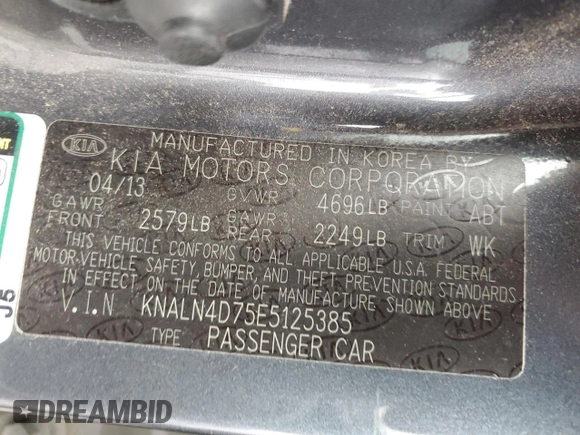 MANUFACTURED IN KOREA BY
KIA KIA MOTORS CORPORAMON
04/13 GVWR 4696LB PAINT ABT
GAWR FRONT 2579LB GAWR REAR 2249LB TRIM WK
THIS VEHICLE CONFORMS TO ALL APPLICABLE U.S.A. FEDERAL
MOTOR-VEHICLE SAFETY, BUMPER, AND THEFT PREVENTION STANDARDS
IN EFFECT ON THE DATE OF MANUFACTURE SHOWN ABOVE
V.I.N KNALN4D75E5125385
TYPE PASSENGER CAR
J5
DREAMBID